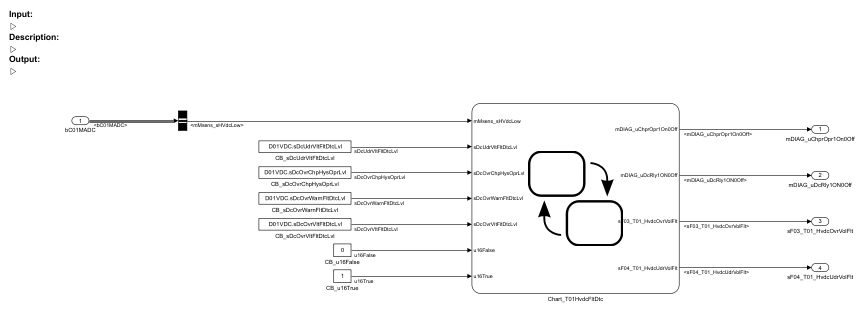 Input:
Description:
Output:
1
<bC01MADC>
bC01MADC
<mMsens_sHVdcLow>
mMsens_sHVdcLow
D01VDC.sDcUdrVltFltDtcLvl
sDcUdrVltFltDtcLvl
CB_sDcUdrVltFltDtcLvl
sDcUdrVltFltDtcLvl
D01VDC.sDcOvrChpHysOprLvl
sDcOvrChpHysOprLvl
CB_sDcOvrChpHysOprLvl
sDcOvrChpHysOprLvl
D01VDC.sDcOvrWarnFltDtcLvl
sDcOvrWarnFltDtcLvl
CB_sDcOvrWarnFltDtcLvl
sDcOvrWarnFltDtcLvl
D01VDC.sDcOvrVltFltDtcLvl
sDcOvrVltFltDtcLvl
CB_sDcOvrVltFltDtcLvl
sDcOvrVltFltDtcLvl
0
u16False
CB_u16False
u16False
1
u16True
CB_u16True
u16True
mDIAG_uChprOpr1On0Off
<mDIAG_uChprOpr1On0Off>
1
mDIAG_uChprOpr1On0Off
mDIAG_uDcRly1ON0Off
<mDIAG_uDcRly1ON0Off>
2
mDIAG_uDcRly1ON0Off
sF03_T01_HvdcOvrVolFlt
<sF03_T01_HvdcOvrVolFlt>
3
sF03_T01_HvdcOvrVolFlt
sF04_T01_HvdcUdrVolFlt
<sF04_T01_HvdcUdrVolFlt>
4
sF04_T01_HvdcUdrVolFlt
Chart_T01HvdcFltDtc